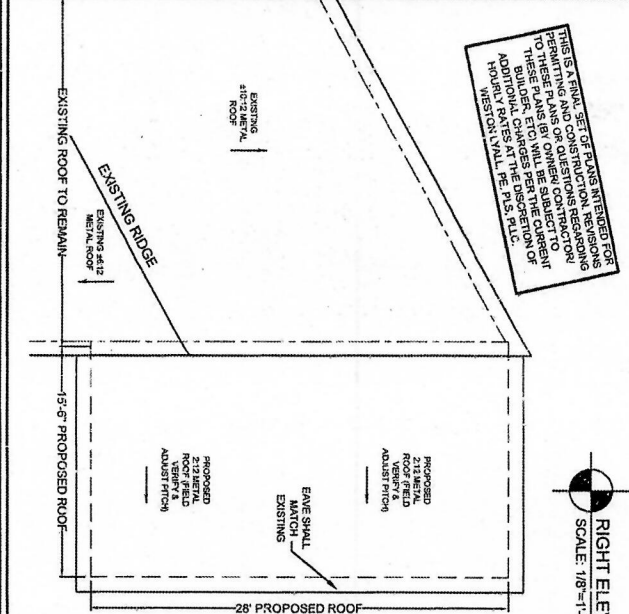 THIS IS A FINAL SET OF PLANS INTENDED FOR
PERMITTING AND CONSTRUCTION. REVISIONS
TO THESE PLANS OR QUESTIONS REGARDING
THESE PLANS (BY OWNER/ CONTRACTOR/
BUILDER, ETC) WILL BE SUBJECT TO
ADDITIONAL CHARGES PER THE CURRENT
HOURLY RATES AT THE DISCRETION OF
WESTON LYALL, PE, PLS, PLLC.
EXISTING
±10:12 METAL
ROOF
EXISTING RIDGE
EXISTING ±6:12
METAL ROOF
EXISTING ROOF TO REMAIN
15'-6" PROPOSED ROOF
PROPOSED
2:12 METAL
ROOF (FIELD
VERIFY &
ADJUST PITCH)
PROPOSED
2:12 METAL
ROOF (FIELD
VERIFY &
ADJUST PITCH)
EAVE SHALL
MATCH
EXISTING
28' PROPOSED ROOF
RIGHT ELE
SCALE: 1/8"=1'-